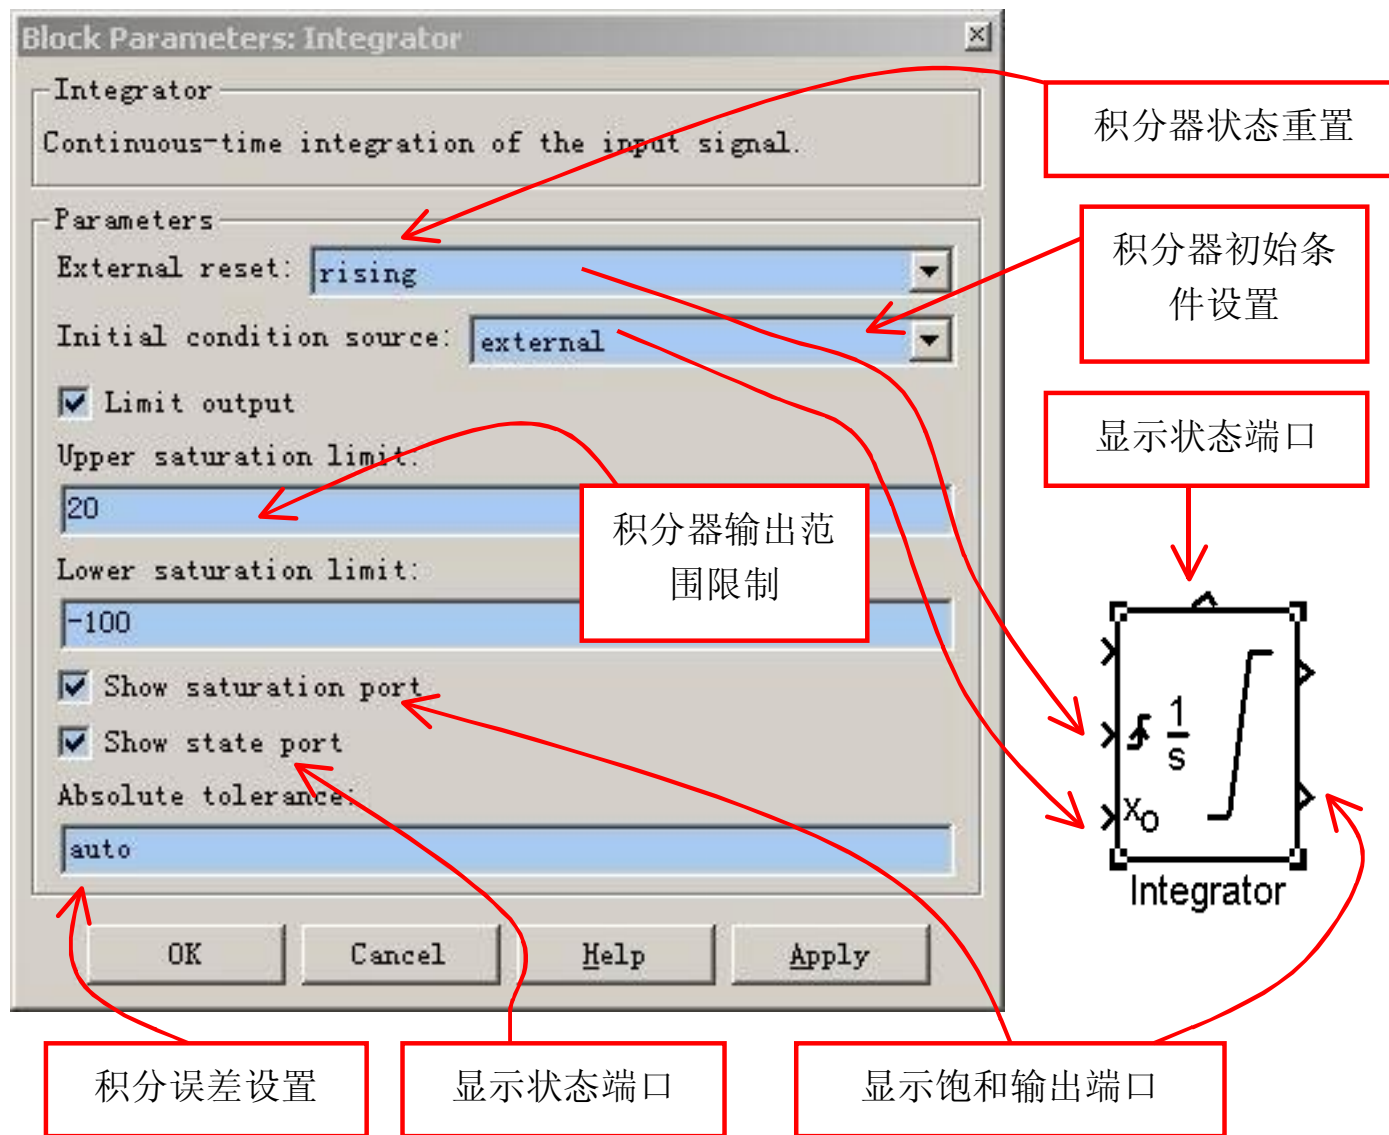 Block Parameters: Integrator
Integrator
Continuous-time integration of the input signal.
积分器状态重置
Parameters
External reset: rising
积分器初始条
件设置
Initial condition source: external
Limit output
显示状态端口
Upper saturation limit:
20
积分器输出范
围限制
Lower saturation limit:
-100
Show saturation port
Show state port
Absolute tolerance:
auto
1
s
x0
Integrator
OK
Cancel
Help
Apply
积分误差设置
显示状态端口
显示饱和输出端口